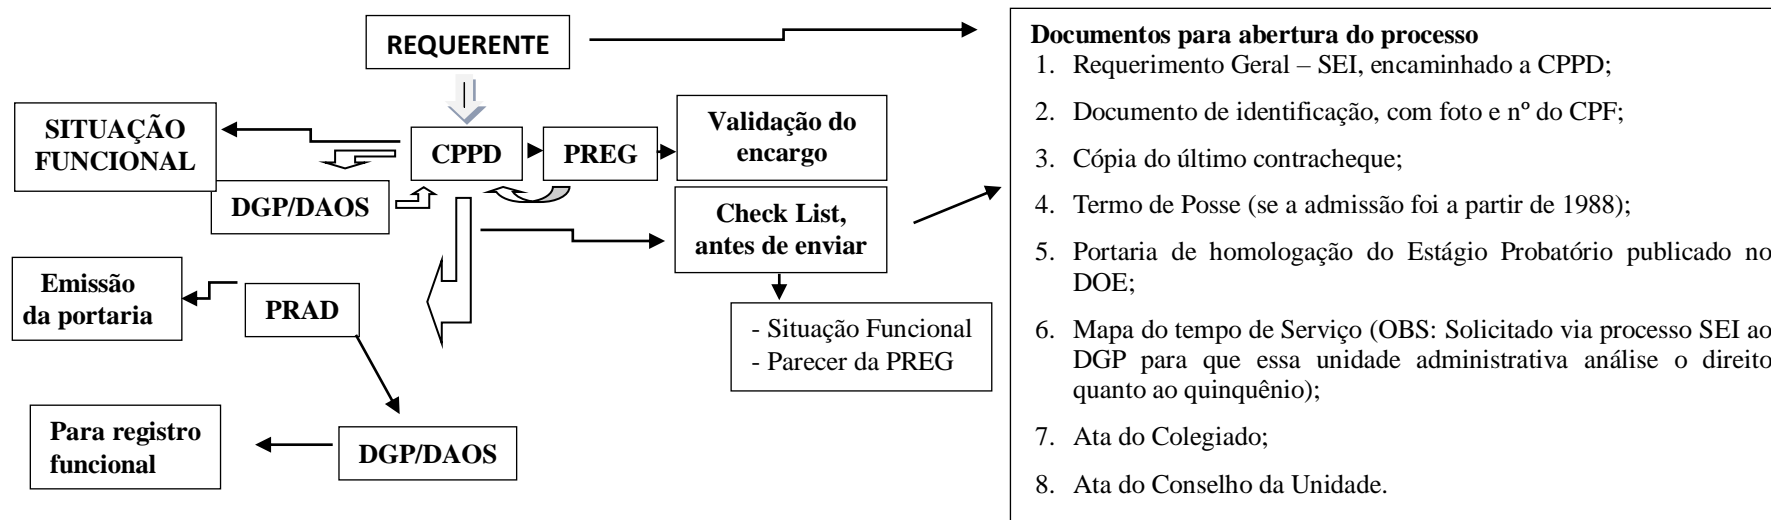 REQUERENTE
SITUAÇÃO
FUNCIONAL
CPPD
PREG
Validação do
encargo
DGP/DAOS
Check List,
antes de enviar
Emissão
da portaria
PRAD
- Situação Funcional
- Parecer da PREG
Para registro
funcional
DGP/DAOS
Documentos para abertura do processo
1. Requerimento Geral – SEI, encaminhado a CPPD;
2. Documento de identificação, com foto e nº do CPF;
3. Cópia do último contracheque;
4. Termo de Posse (se a admissão foi a partir de 1988);
5. Portaria de homologação do Estágio Probatório publicado no
DOE;
6. Mapa do tempo de Serviço (OBS: Solicitado via processo SEI ao
DGP para que essa unidade administrativa análise o direito
quanto ao quinquênio);
7. Ata do Colegiado;
8. Ata do Conselho da Unidade.